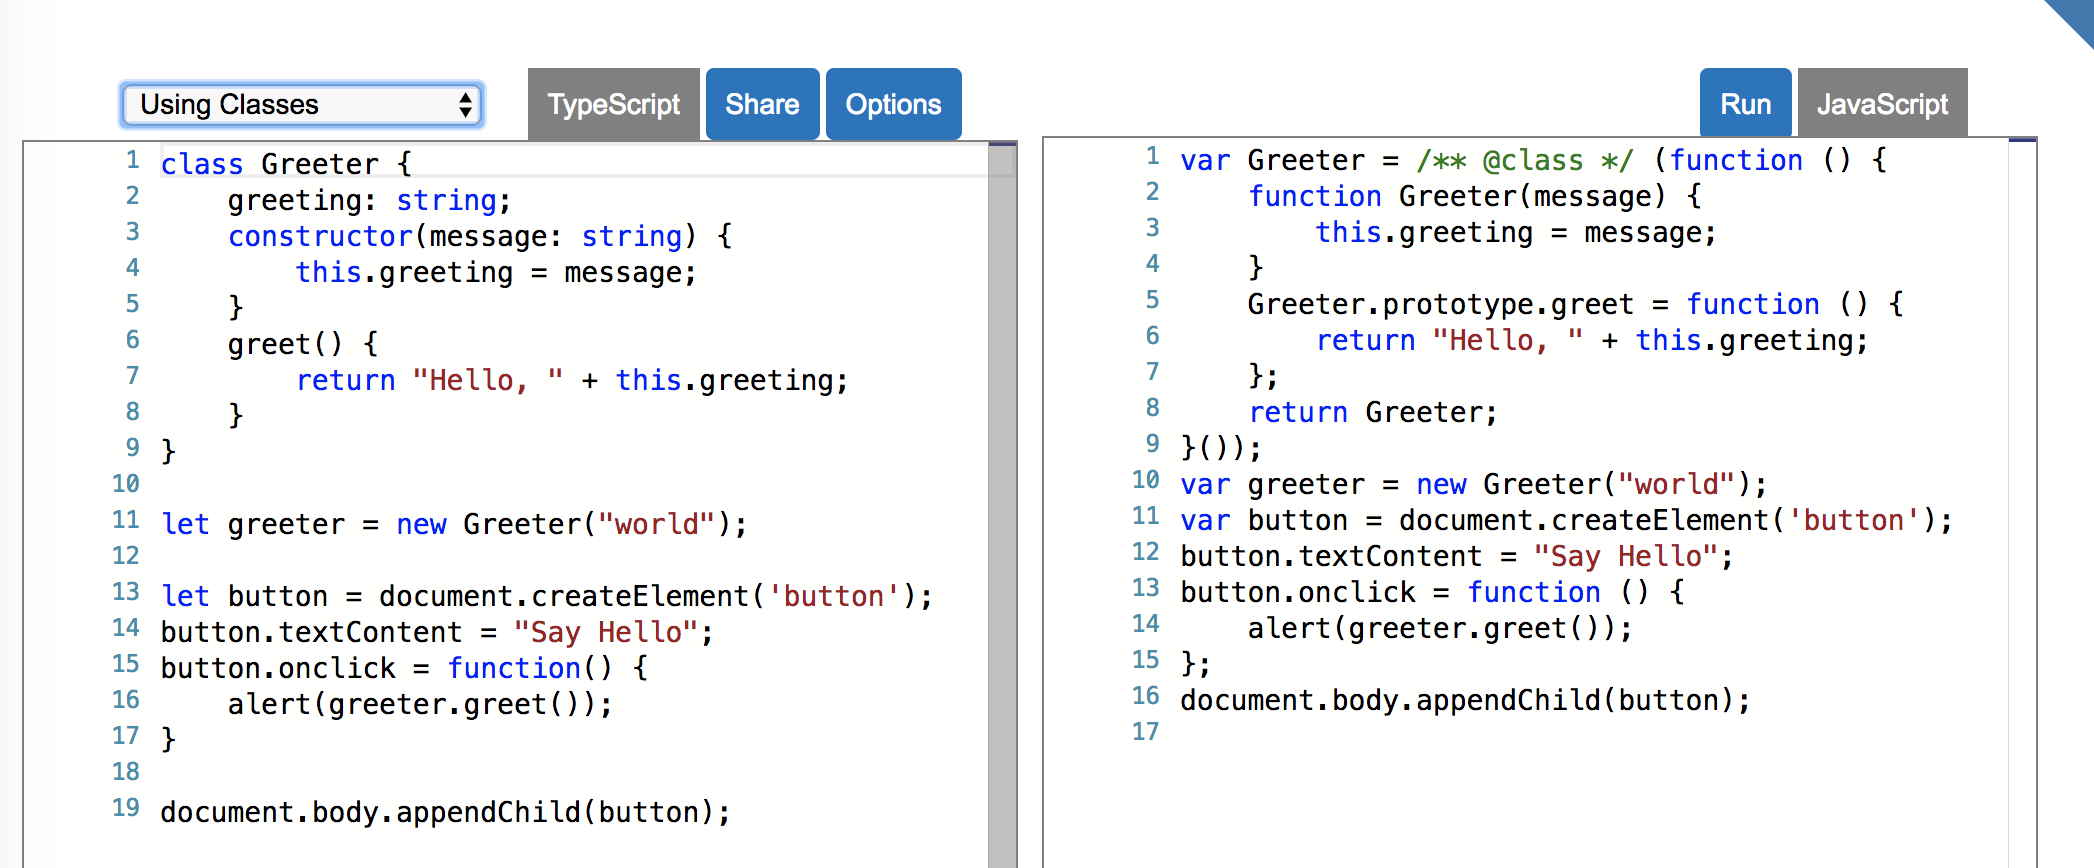 Using Classes
TypeScript
Share
Options
Run
JavaScript
1 class Greeter {
2     greeting: string;
3     constructor(message: string) {
4         this.greeting = message;
5     }
6     greet() {
7         return "Hello, " + this.greeting;
8     }
9 }
10
11 let greeter = new Greeter("world");
12
13 let button = document.createElement('button');
14 button.textContent = "Say Hello";
15 button.onclick = function() {
16     alert(greeter.greet());
17 }
18
19 document.body.appendChild(button);
1 var Greeter = /** @class */ (function () {
2     function Greeter(message) {
3         this.greeting = message;
4     }
5     Greeter.prototype.greet = function () {
6         return "Hello, " + this.greeting;
7     };
8     return Greeter;
9 }());
10 var greeter = new Greeter("world");
11 var button = document.createElement('button');
12 button.textContent = "Say Hello";
13 button.onclick = function () {
14     alert(greeter.greet());
15 };
16 document.body.appendChild(button);
17